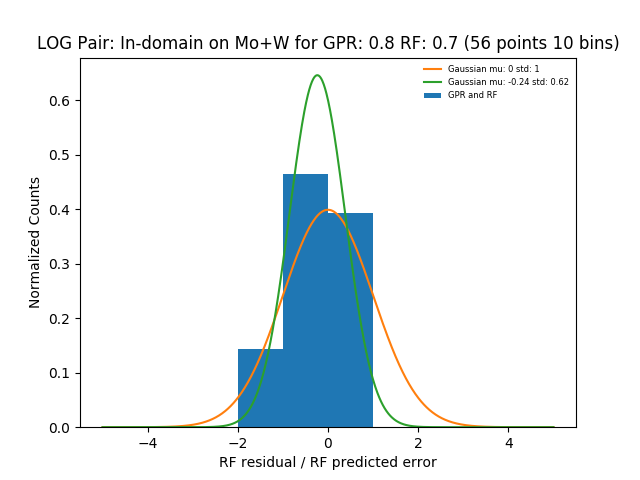 LOG Pair: In-domain on Mo+W for GPR: 0.8 RF: 0.7 (56 points 10 bins)
Gaussian mu: 0 std: 1
Gaussian mu: -0.24 std: 0.62
GPR and RF
Normalized Counts
0.6
0.5
0.4
0.3
0.2
0.1
0.0
−4
−2
0
2
4
RF residual / RF predicted error